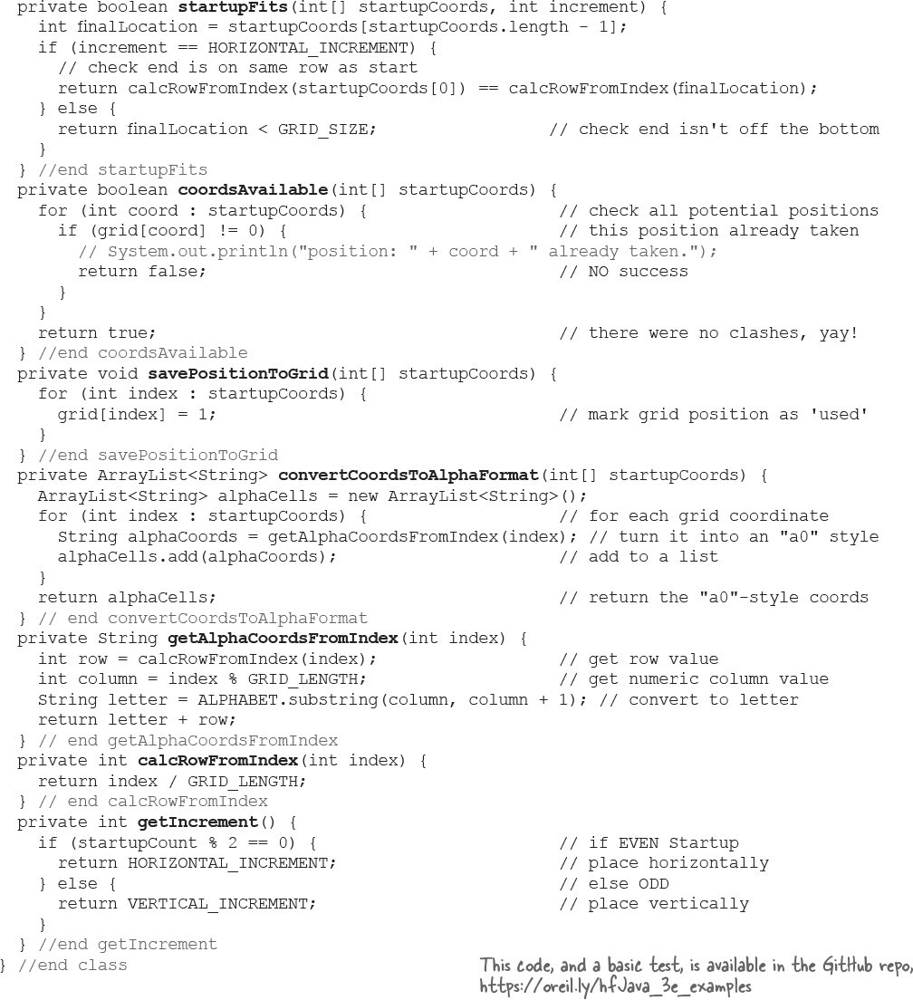 private boolean startupFits(int[] startupCoords, int increment) {
int finalLocation = startupCoords[startupCoords.length - 1];
if (increment == HORIZONTAL_INCREMENT) {
// check end is on same row as start
return calcRowFromIndex(startupCoords[0]) == calcRowFromIndex(finalLocation);
} else {
return finalLocation < GRID_SIZE; // check end isn't off the bottom
}
} //end startupFits
private boolean coordsAvailable(int[] startupCoords) {
for (int coord : startupCoords) { // check all potential positions
if (grid[coord] != 0) { // this position already taken
// System.out.println("position: " + coord + " already taken.");
return false; // NO success
}
}
return true; // there were no clashes, yay!
} //end coordsAvailable
private void savePositionToGrid(int[] startupCoords) {
for (int index : startupCoords) {
grid[index] = 1; // mark grid position as 'used'
}
} //end savePositionToGrid
private ArrayList<String> convertCoordsToAlphaFormat(int[] startupCoords) {
ArrayList<String> alphaCells = new ArrayList<String>();
for (int index : startupCoords) { // for each grid coordinate
String alphaCoords = getAlphaCoordsFromIndex(index); // turn it into an "a0" style
alphaCells.add(alphaCoords); // add to a list
}
return alphaCells; // return the "a0"-style coords
} // end convertCoordsToAlphaFormat
private String getAlphaCoordsFromIndex(int index) {
int row = calcRowFromIndex(index); // get row value
int column = index % GRID_LENGTH; // get numeric column value
String letter = ALPHABET.substring(column, column + 1); // convert to letter
return letter + row;
} // end getAlphaCoordsFromIndex
private int calcRowFromIndex(int index) {
return index / GRID_LENGTH;
} // end calcRowFromIndex
private int getIncrement() {
if (startupCount % 2 == 0) { // if EVEN Startup
return HORIZONTAL_INCREMENT; // place horizontally
} else { // else ODD
return VERTICAL_INCREMENT; // place vertically
}
} //end getIncrement
} //end class
This code, and a basic test, is available in the GitHub repo,
https://oreil.ly/hfJava_3e_examples